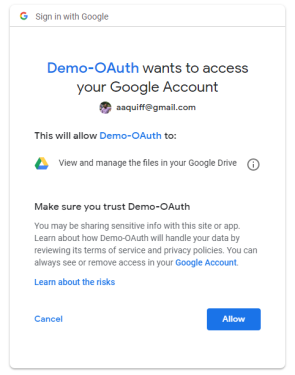 Sign in with Google
Demo-OAuth wants to access
your Google Account
aaquiff@gmail.com
This will allow Demo-OAuth to:
View and manage the files in your Google Drive
Make sure you trust Demo-OAuth
You may be sharing sensitive info with this site or app.
Learn about how Demo-OAuth will handle your data by
reviewing its terms of service and privacy policies. You can
always see or remove access in your Google Account.
Learn about the risks
Cancel
Allow